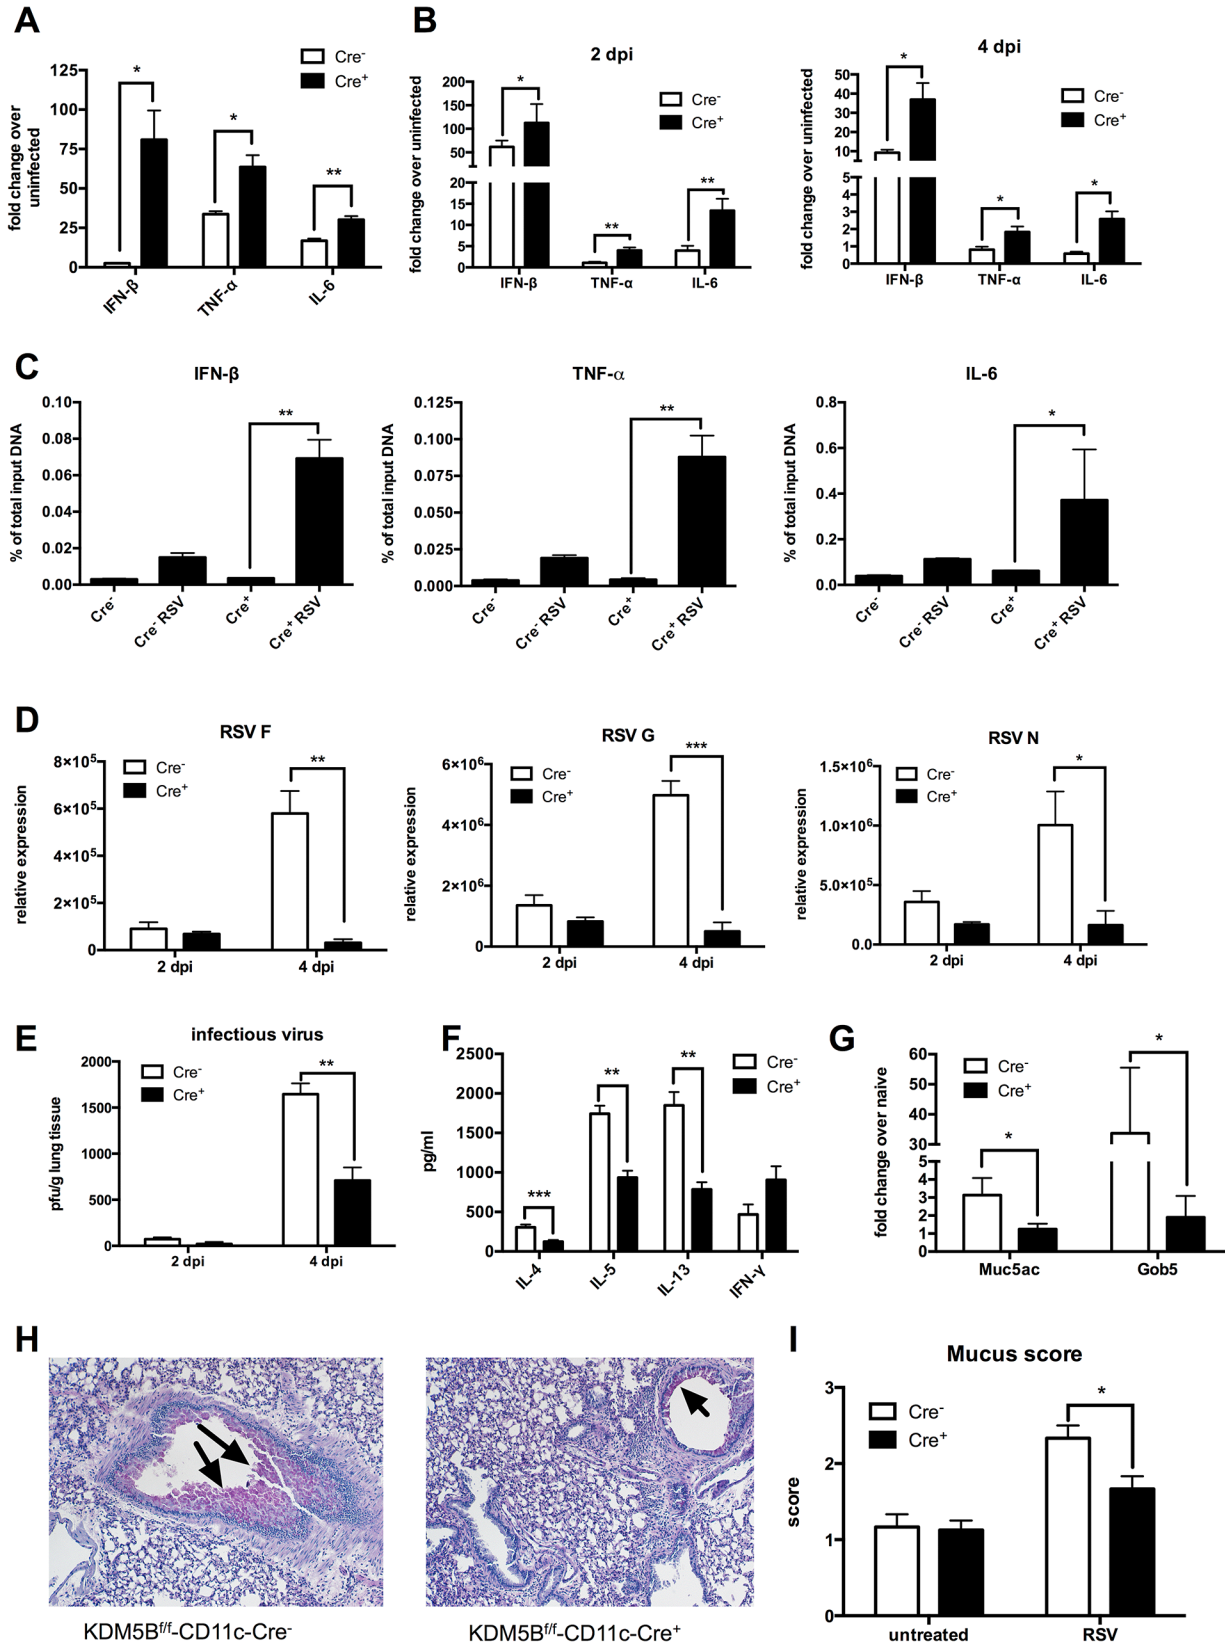 A
fold change over
uninfected
125
100
75
50
25
0
*
*
**
Cre-
Cre+
IFN-β
TNF-α
IL-6
B
2 dpi
fold change over uninfected
200
150
100
50
20
15
10
5
0
*
**
**
Cre-
Cre+
IFN-β
TNF-α
IL-6
4 dpi
fold change over uninfected
50
40
30
20
10
5
4
3
2
1
0
*
*
*
Cre-
Cre+
IFN-β
TNF-α
IL-6
C
IFN-β
% of total input DNA
0.10
0.08
0.06
0.04
0.02
0.00
**
Cre-
Cre- RSV
Cre+
Cre+ RSV
TNF-α
% of total input DNA
0.125
0.100
0.075
0.050
0.025
0.000
**
Cre-
Cre- RSV
Cre+
Cre+ RSV
IL-6
% of total input DNA
0.8
0.6
0.4
0.2
0.0
*
Cre-
Cre- RSV
Cre+
Cre+ RSV
D
RSV F
relative expression
8×10⁵
6×10⁵
4×10⁵
2×10⁵
0
Cre-
Cre+
**
2 dpi
4 dpi
RSV G
relative expression
6×10⁶
4×10⁶
2×10⁶
0
Cre-
Cre+
***
2 dpi
4 dpi
RSV N
relative expression
1.5×10⁶
1.0×10⁶
5.0×10⁵
0.0
Cre-
Cre+
*
2 dpi
4 dpi
E
infectious virus
pfu/g lung tissue
2000
1500
1000
500
0
Cre-
Cre+
**
2 dpi
4 dpi
F
pg/ml
2500
2000
1500
1000
500
0
***
**
**
Cre-
Cre+
IL-4
IL-5
IL-13
IFN-γ
G
fold change over naive
60
50
40
30
5
4
3
2
1
0
Cre-
Cre+
*
*
Muc5ac
Gob5
H
KDM5Bf/f-CD11c-Cre-
KDM5Bf/f-CD11c-Cre+
I
Mucus score
score
3
2
1
0
Cre-
Cre+
*
untreated
RSV